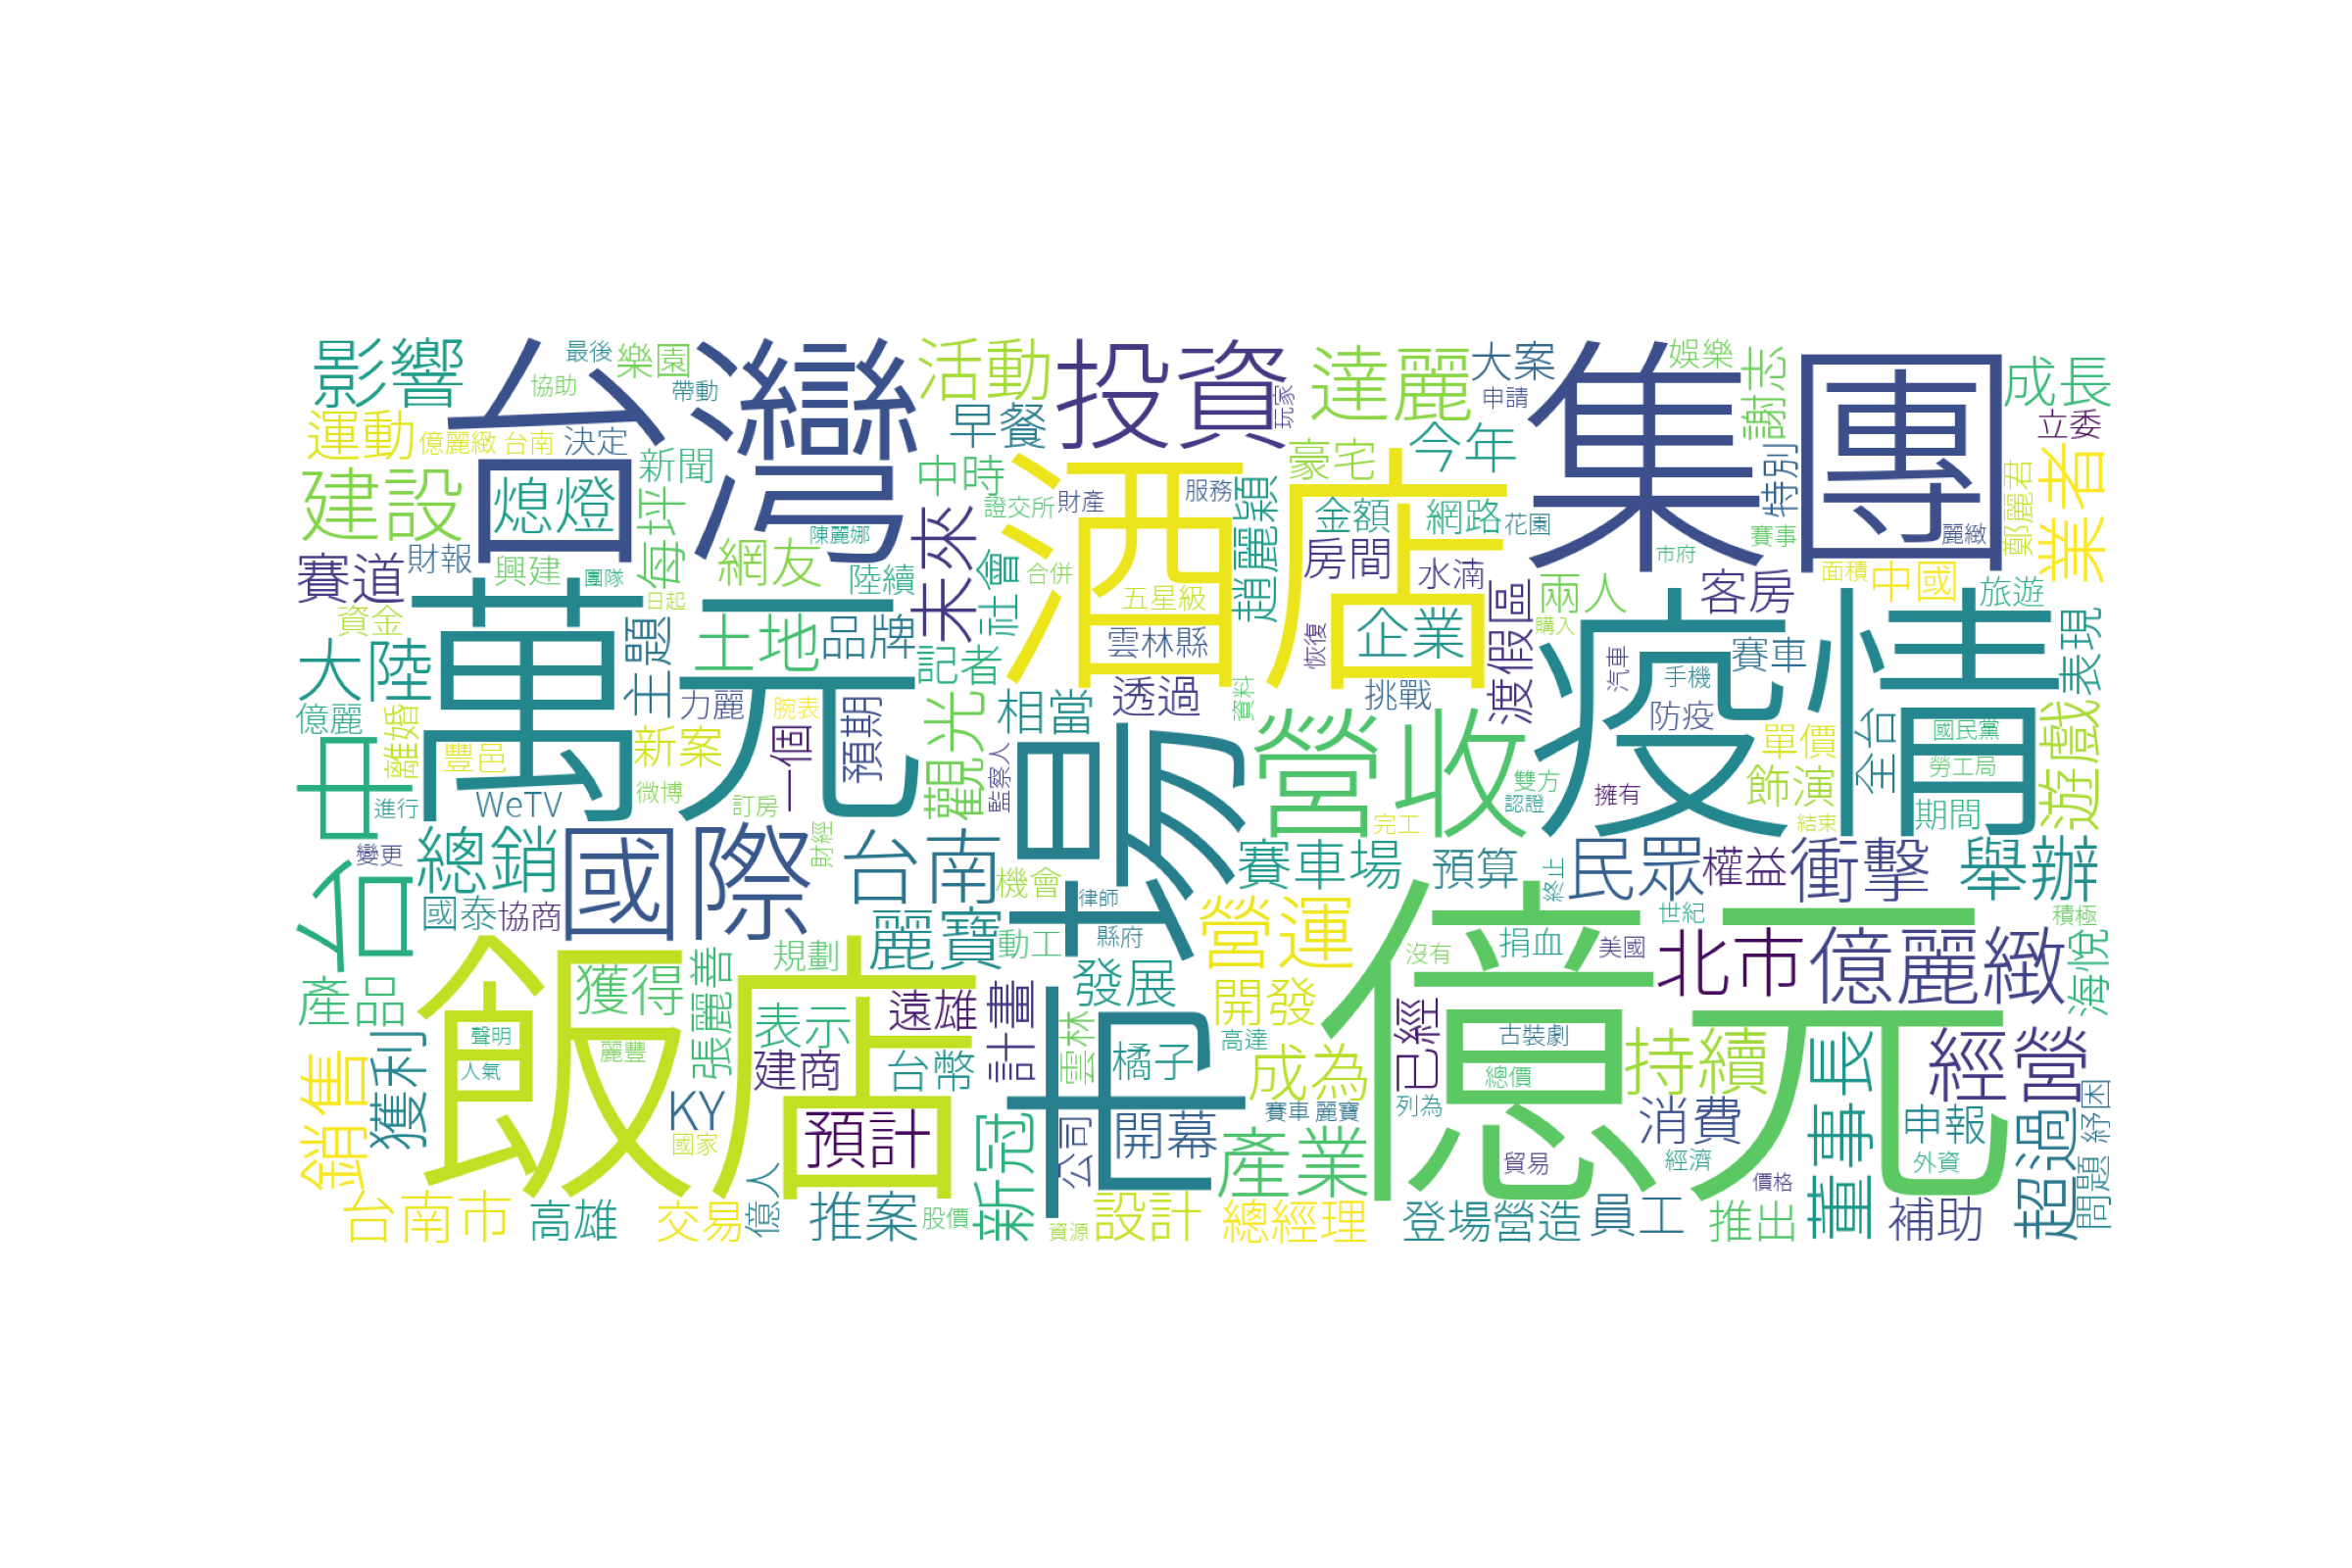 影響
台灣
最後
樂園
協助
帶動
活動
投資
玩家
達麗
大案
申請
集團
娛樂
謝志
成長
立委
運動
億麗緻 台南
決定
早餐
豪宅
今年
特別
鄭麗君
業者
建設
熄燈
新聞
每坪
中時
證交所
財產
服務
酒店
趙麗穎
金額
網路
花園
賽事
麗緻
陳麗娜
未來
賽道
財報
興建
團隊
網友
陸續
社會
合併
五星級
房間
水湳
兩人
市府
客房
面積
中國
旅遊
資金
日起
萬元
土地
品牌
記者
雲林縣
恢復
企業
渡假區
購入
疫情
汽車
手機
賽車
防疫
表現
大陸
主題
億麗
離婚
力麗
腕表
一個
預期
觀光
相當
透過
資料
挑戰
市場
營收
單價
全台
國民黨
勞工局
遊戲
台中
豐邑
新案
WeTV
進行
微博
訂房
財經
監察人
雙方
認證
擁有
飾演
期間
結束
完工
變更
總銷
國際
台南
機會
賽車場
預算
終止
民眾
權益
衝擊
舉辦
國泰
協商
麗寶
律師
動工
縣府
營運
億元
世紀
積極
捐血
美國
沒有
北市
億麗緻
海悅
產品
飯店
獲得
張麗善
規劃
表示
遠雄
計畫
發展
開發
高達
已經
古裝劇
持續
董事長
經營
聲明
人氣
麗豐
建商
台幣
雲林
橘子
成為
總價
列為
賽車 麗寶
銷售
獲利
KY
國家
預計
新冠
公司
開幕
產業
貿易
消費
經濟
價格
申報
外資
超過
問題
紓困
台南市
高雄
交易
億人
推案
股價
資源
設計
總經理
登場
營造
員工
推出
補助